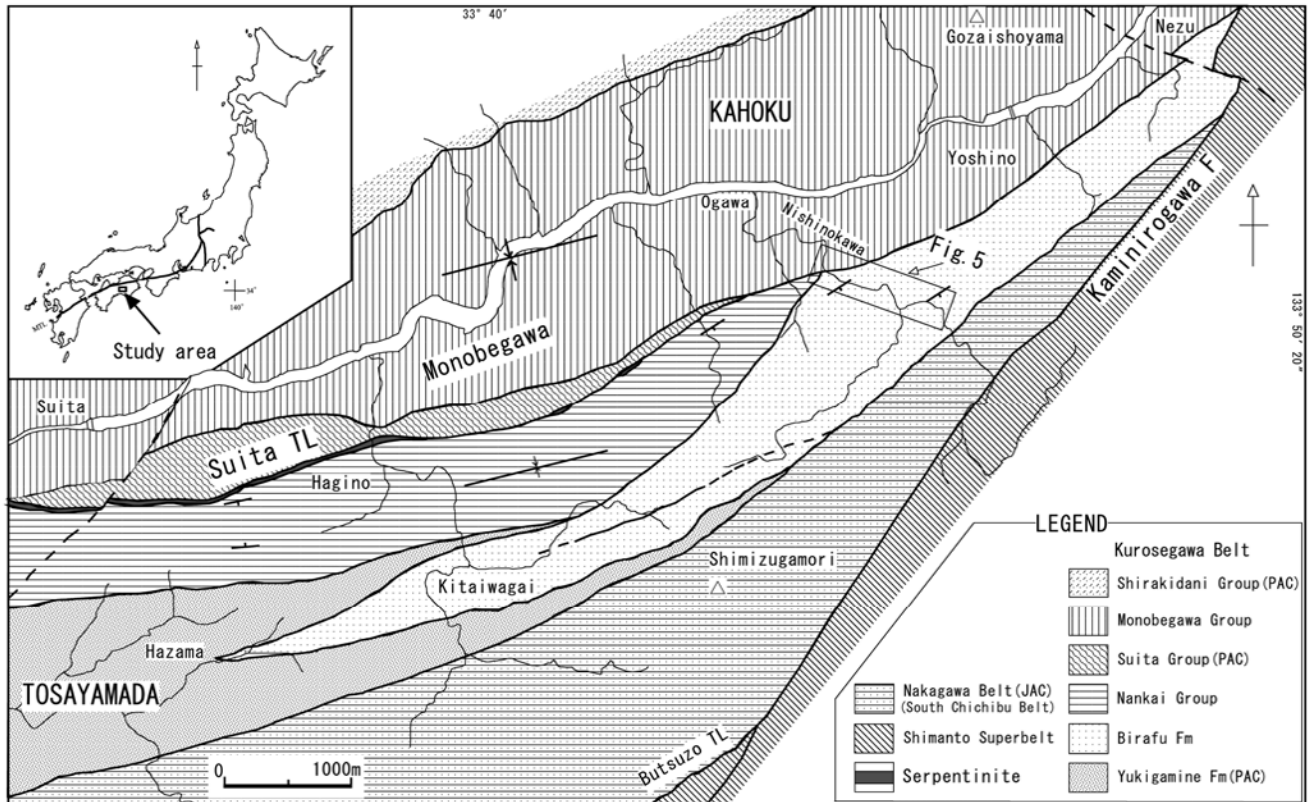 33° 40′
Gozaishoyama
Nezu
KAHOKU
Yoshino
Ogawa
Nishinokawa
Fig.5
Kaminirogawa F
34°
140°
MTL
Study area
133° 50′ 20″
Monobegawa
Suita
Suita TL
Hagino
Shimizugamori
Kitaiwagai
Hazama
TOSAYAMADA
0 1000m
Butsuzo TL
LEGEND
Kurosegawa Belt
Shirakidani Group(PAC)
Monobegawa Group
Suita Group(PAC)
Nakagawa Belt(JAC)
(South Chichibu Belt)
Nankai Group
Shimanto Superbelt
Birafu Fm
Serpentinite
Yukigamine Fm(PAC)